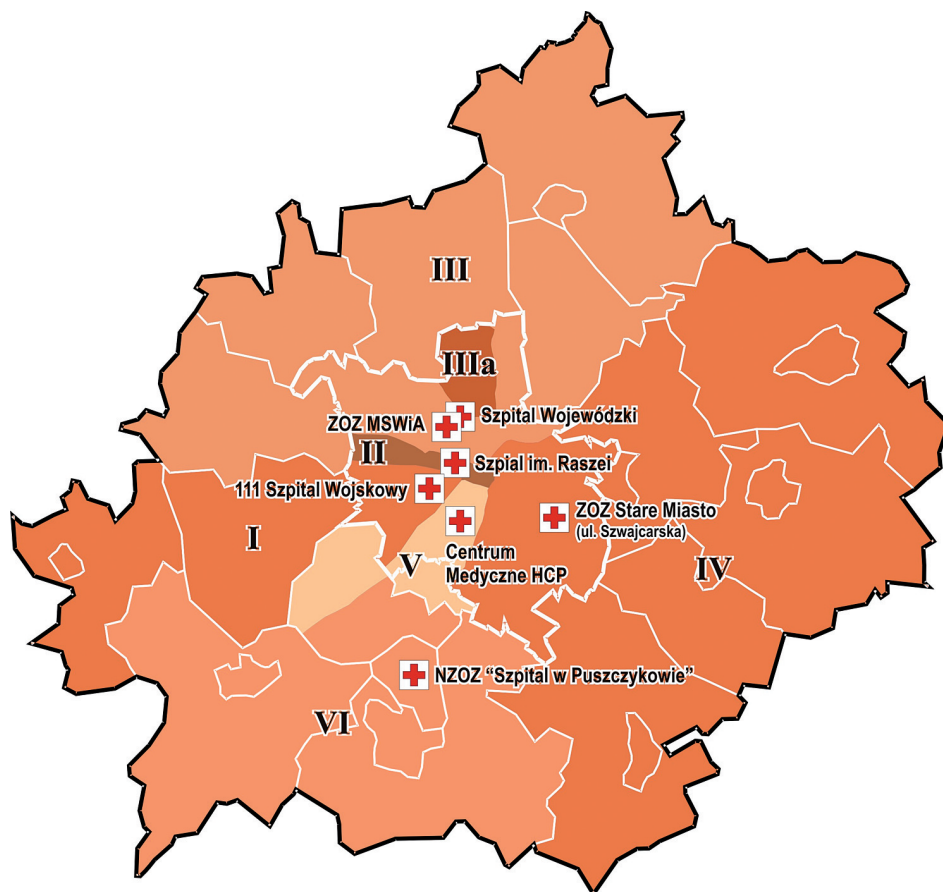 III
IIIa
Szpital Wojewódzki
ZOZ MSWiA
II
Szpial im. Raszei
111 Szpital Wojskowy
ZOZ Stare Miasto
(ul. Szwajcarska)
I
V
Centrum
Medyczne HCP
IV
NZOZ “Szpital w Puszczykowie”
VI